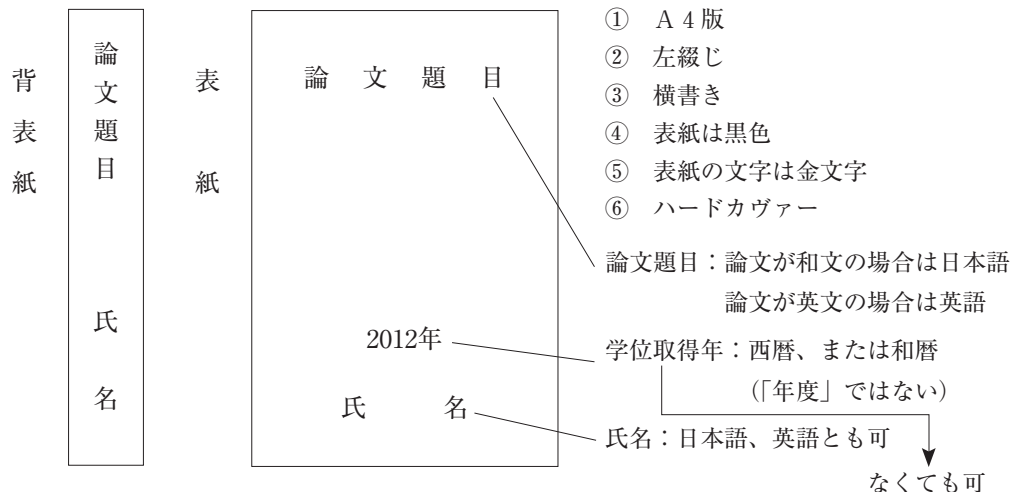 背表紙
論文題目
氏名
表紙
論文題目
2012年
氏名
① A4版
② 左綴じ
③ 横書き
④ 表紙は黒色
⑤ 表紙の文字は金文字
⑥ ハードカヴァー
論文題目：論文が和文の場合は日本語
論文が英文の場合は英語
学位取得年：西暦、または和暦
（「年度」ではない）
氏名：日本語、英語とも可
なくても可